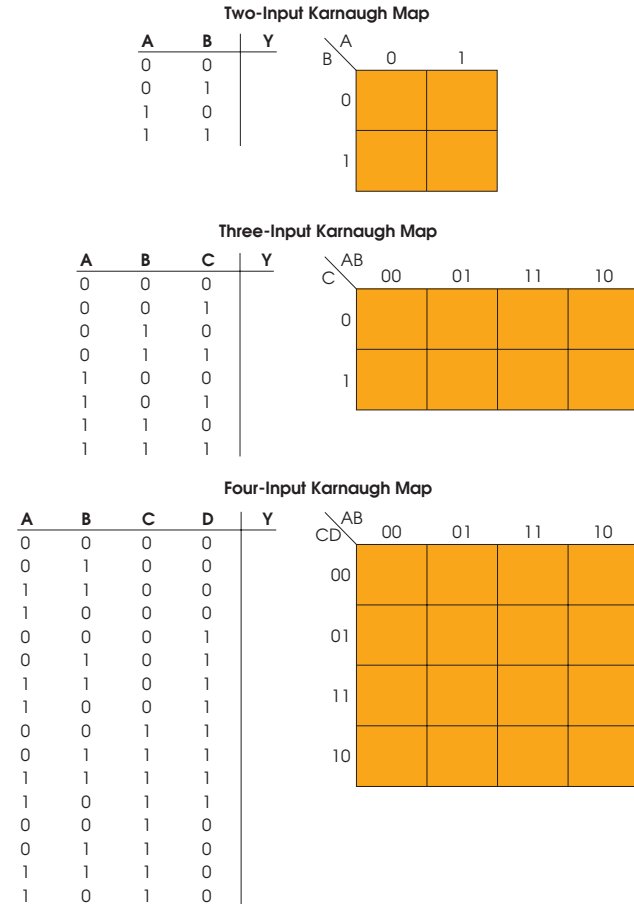 Two-Input Karnaugh Map
A B Y
0 0
0 1
1 0
1 1
A
B 0 1
0
1
Three-Input Karnaugh Map
A B C Y
0 0 0
0 0 1
0 1 0
0 1 1
1 0 0
1 0 1
1 1 0
1 1 1
AB
C 00 01 11 10
0
1
Four-Input Karnaugh Map
A B C D Y
0 0 0 0
0 1 0 0
1 1 0 0
1 0 0 0
0 0 0 1
0 1 0 1
1 1 0 1
1 0 0 1
0 0 1 1
0 1 1 1
1 1 1 1
1 0 1 1
0 0 1 0
0 1 1 0
1 1 1 0
1 0 1 0
AB
CD 00 01 11 10
00
01
11
10